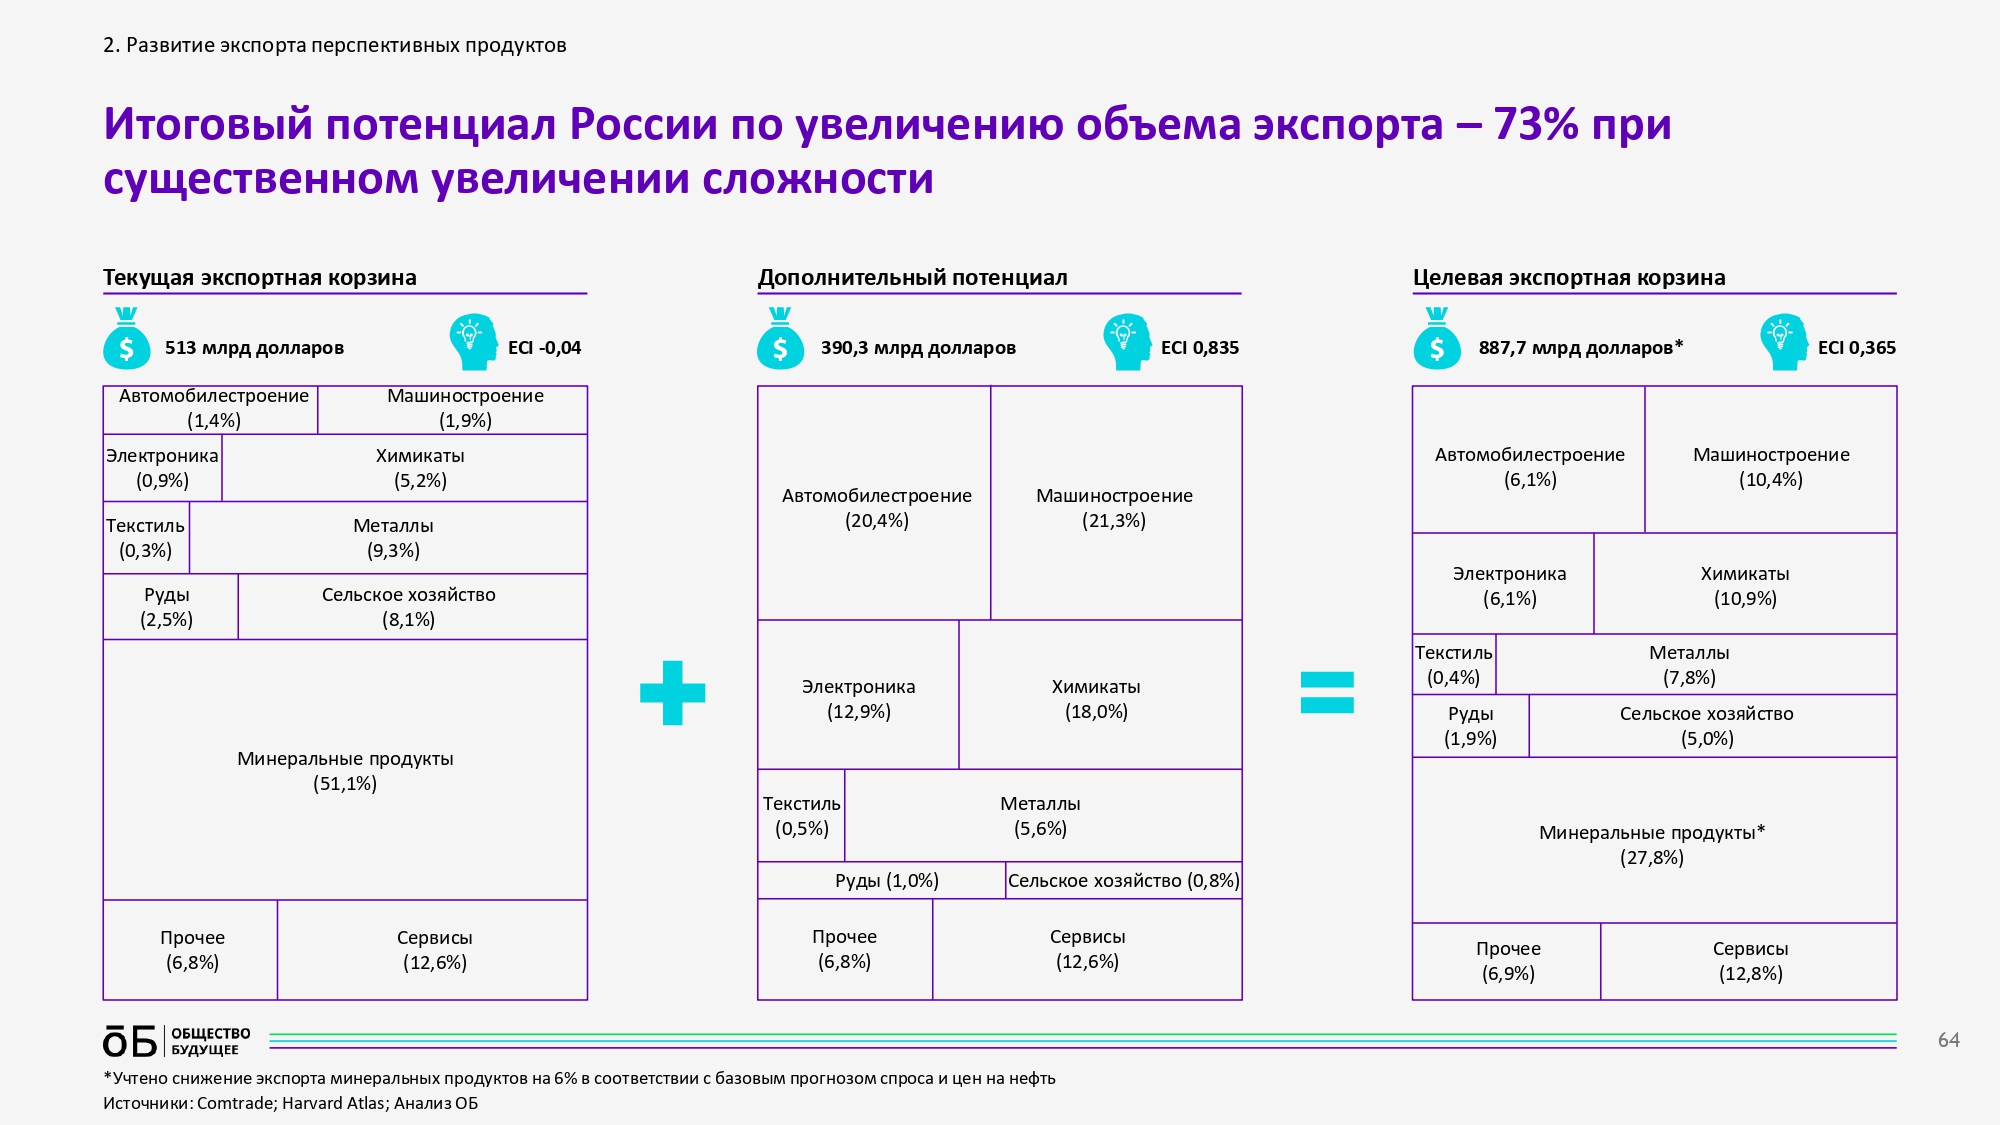 2. Развитие экспорта перспективных продуктов
Итоговый потенциал России по увеличению объема экспорта – 73% при
существенном увеличении сложности
Текущая экспортная корзина
$
513 млрд долларов
ECI -0,04
Автомобилестроение
(1,4%)
Машиностроение
(1,9%)
Электроника
(0,9%)
Химикаты
(5,2%)
Текстиль
(0,3%)
Металлы
(9,3%)
Руды
(2,5%)
Сельское хозяйство
(8,1%)
Минеральные продукты
(51,1%)
Прочее
(6,8%)
Сервисы
(12,6%)
Дополнительный потенциал
$
390,3 млрд долларов
ECI 0,835
Автомобилестроение
(20,4%)
Машиностроение
(21,3%)
Электроника
(12,9%)
Химикаты
(18,0%)
Текстиль
(0,5%)
Металлы
(5,6%)
Руды (1,0%)
Сельское хозяйство (0,8%)
Прочее
(6,8%)
Сервисы
(12,6%)
Целевая экспортная корзина
$
887,7 млрд долларов*
ECI 0,365
Автомобилестроение
(6,1%)
Машиностроение
(10,4%)
Электроника
(6,1%)
Химикаты
(10,9%)
Текстиль
(0,4%)
Металлы
(7,8%)
Руды
(1,9%)
Сельское хозяйство
(5,0%)
Минеральные продукты*
(27,8%)
Прочее
(6,9%)
Сервисы
(12,8%)
ОБ
ОБЩЕСТВО
БУДУЩЕЕ
64
*Учтено снижение экспорта минеральных продуктов на 6% в соответствии с базовым прогнозом спроса и цен на нефть
Источники: Comtrade; Harvard Atlas; Анализ ОБ